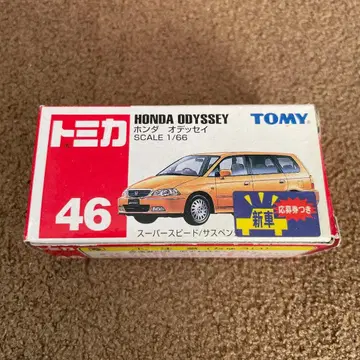 トミカ
46
HONDA ODYSSEY
ホンダ オデッセイ
SCALE 1/66
TOMY
新車
応募券つき
スーパースピード/サスペン